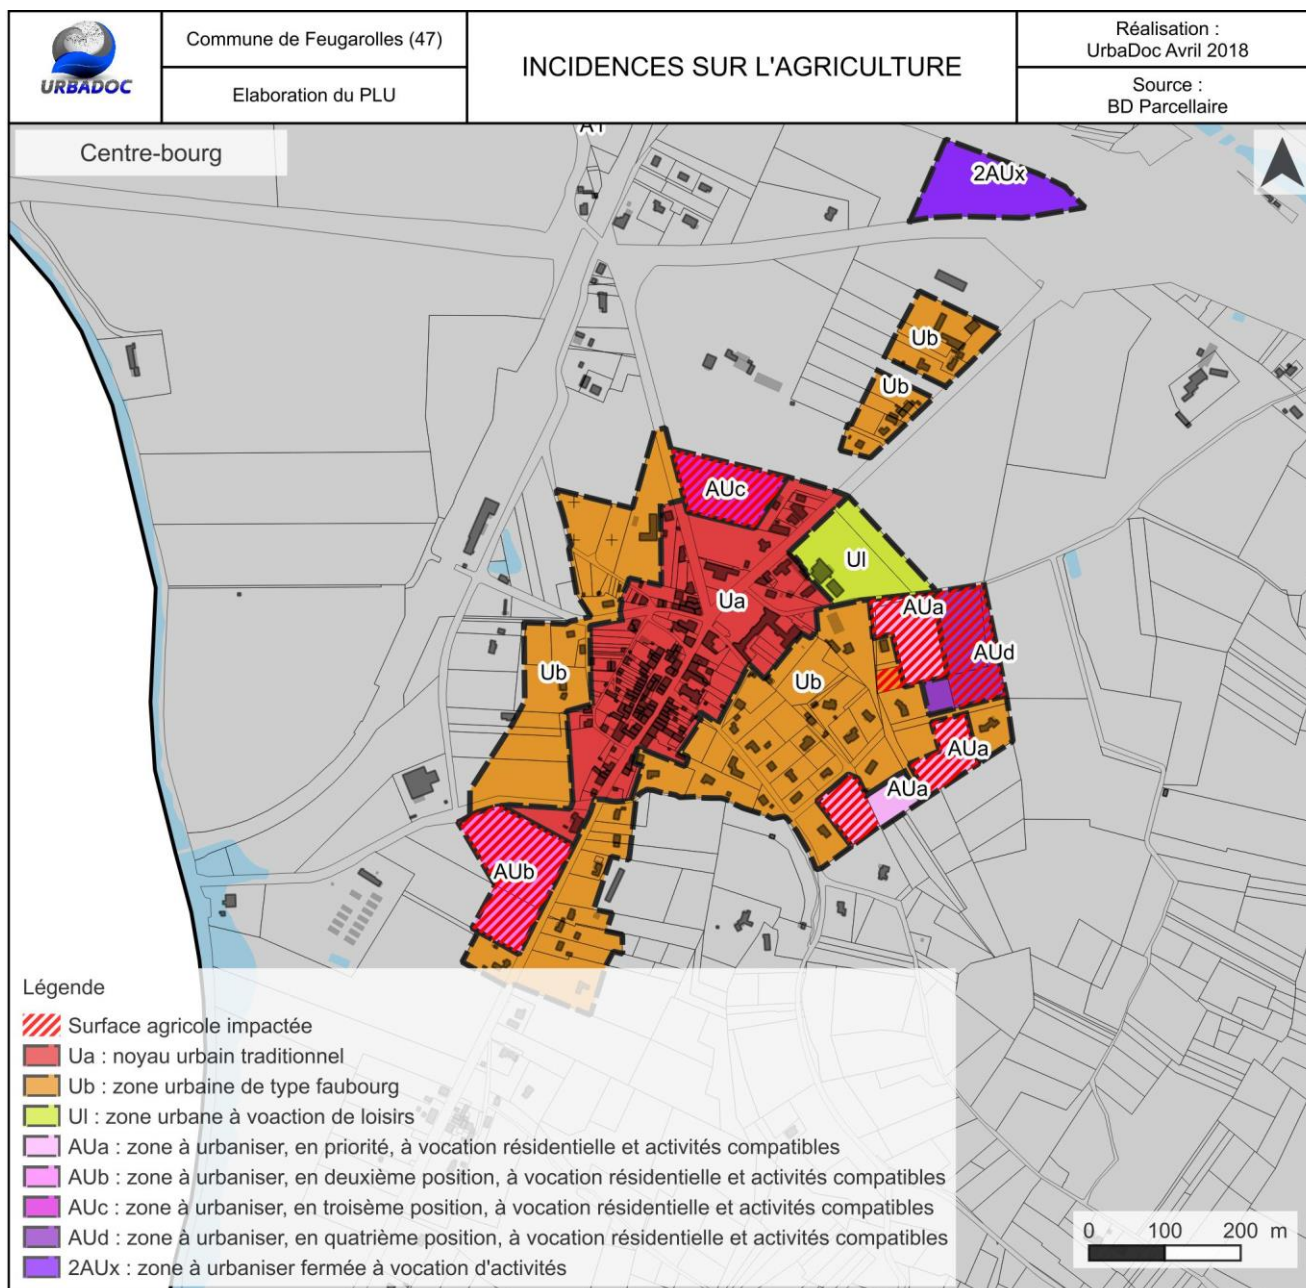 URBADOC
Commune de Feugarolles (47)
Elaboration du PLU
INCIDENCES SUR L'AGRICULTURE
Réalisation :
UrbaDoc Avril 2018
Source :
BD Parcellaire
Centre-bourg
2AUx
Ub
Ub
AUc
Ul
Ua
AUa
AUd
Ub
Ub
AUa
AUa
AUb
Légende
Surface agricole impactée
Ua : noyau urbain traditionnel
Ub : zone urbaine de type faubourg
Ul : zone urbane à voaction de loisirs
AUa : zone à urbaniser, en priorité, à vocation résidentielle et activités compatibles
AUb : zone à urbaniser, en deuxième position, à vocation résidentielle et activités compatibles
AUc : zone à urbaniser, en troisième position, à vocation résidentielle et activités compatibles
AUd : zone à urbaniser, en quatrième position, à vocation résidentielle et activités compatibles
2AUx : zone à urbaniser fermée à vocation d'activités
0 100 200 m